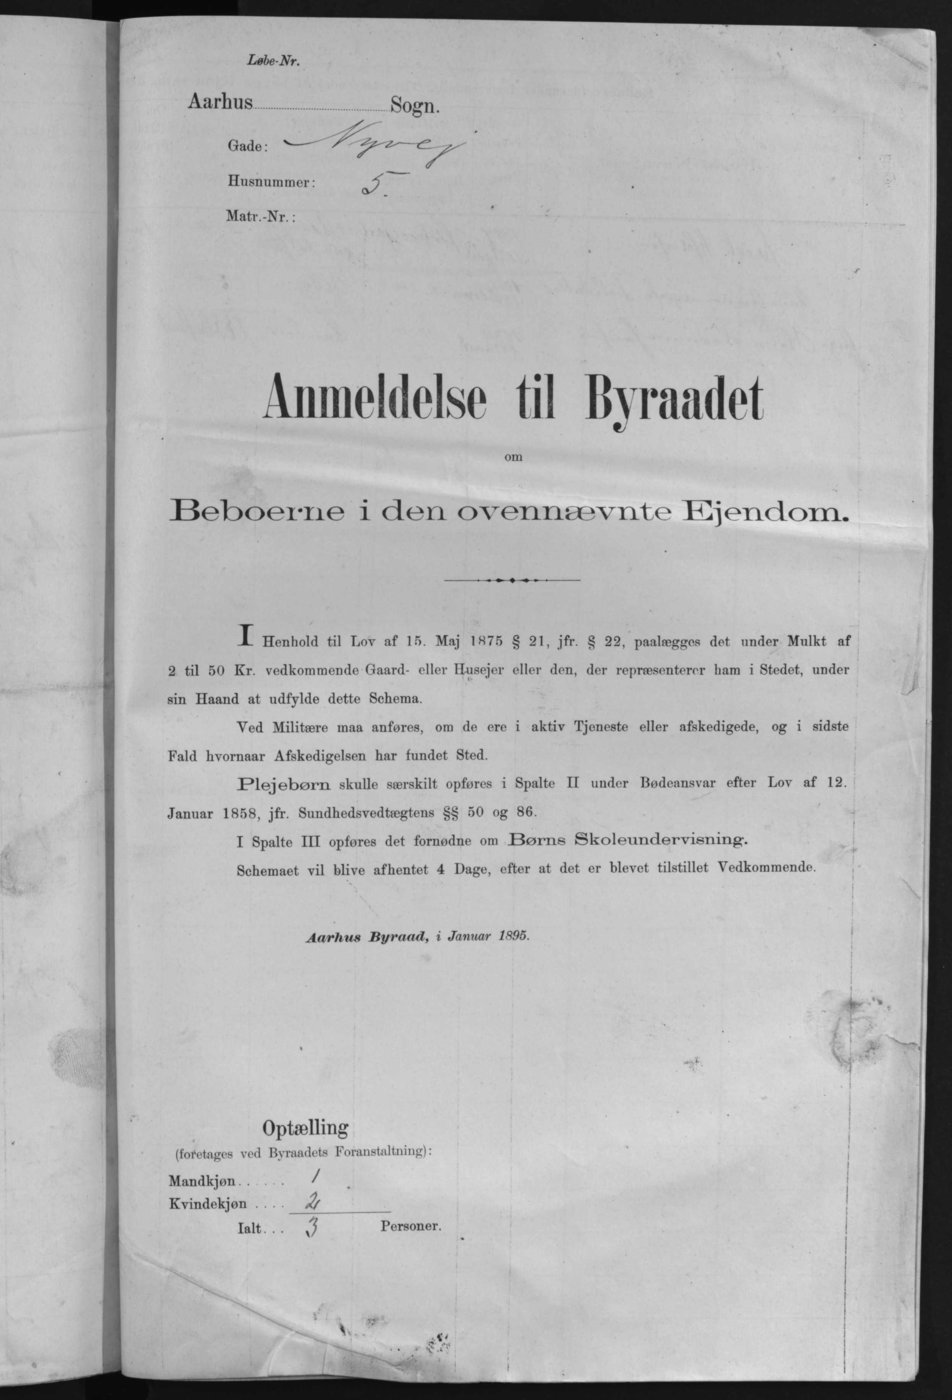 Løbe-Nr.
Aarhus Sogn.
Gade: Nyvej
Husnummer: 5.
Matr.-Nr.:
Anmeldelse til Byraadet
om
Beboerne i den ovennævnte Ejendom.
I Henhold til Lov af 15. Maj 1875 § 21, jfr. § 22, paalægges det under Mulkt af
2 til 50 Kr. vedkommende Gaard- eller Husejer eller den, der repræsenterer ham i Stedet, under
sin Haand at udfylde dette Schema.
Ved Militære maa anføres, om de ere i aktiv Tjeneste eller afskedigede, og i sidste
Fald hvornaar Afskedigelsen har fundet Sted.
Plejebørn skulle særskilt opføres i Spalte II under Bødeansvar efter Lov af 12.
Januar 1858, jfr. Sundhedsvedtægtens §§ 50 og 86.
I Spalte III opføres det fornødne om Børns Skoleundervisning.
Schemaet vil blive afhentet 4 Dage, efter at det er blevet tilstillet Vedkommende.
Aarhus Byraad, i Januar 1895.
Optælling
(foretages ved Byraadets Foranstaltning):
Mandkjøn...... 1
Kvindekjøn.... 2
Ialt... 3 Personer.